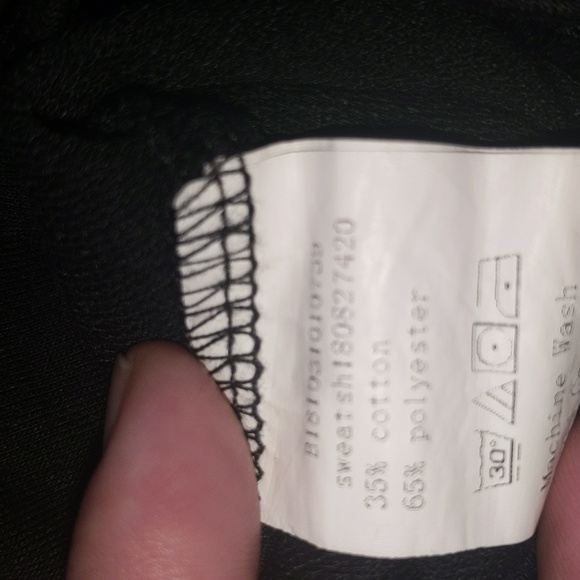 sweatsh180827420
35% cotton
65% polyester
30°
Machine Wash